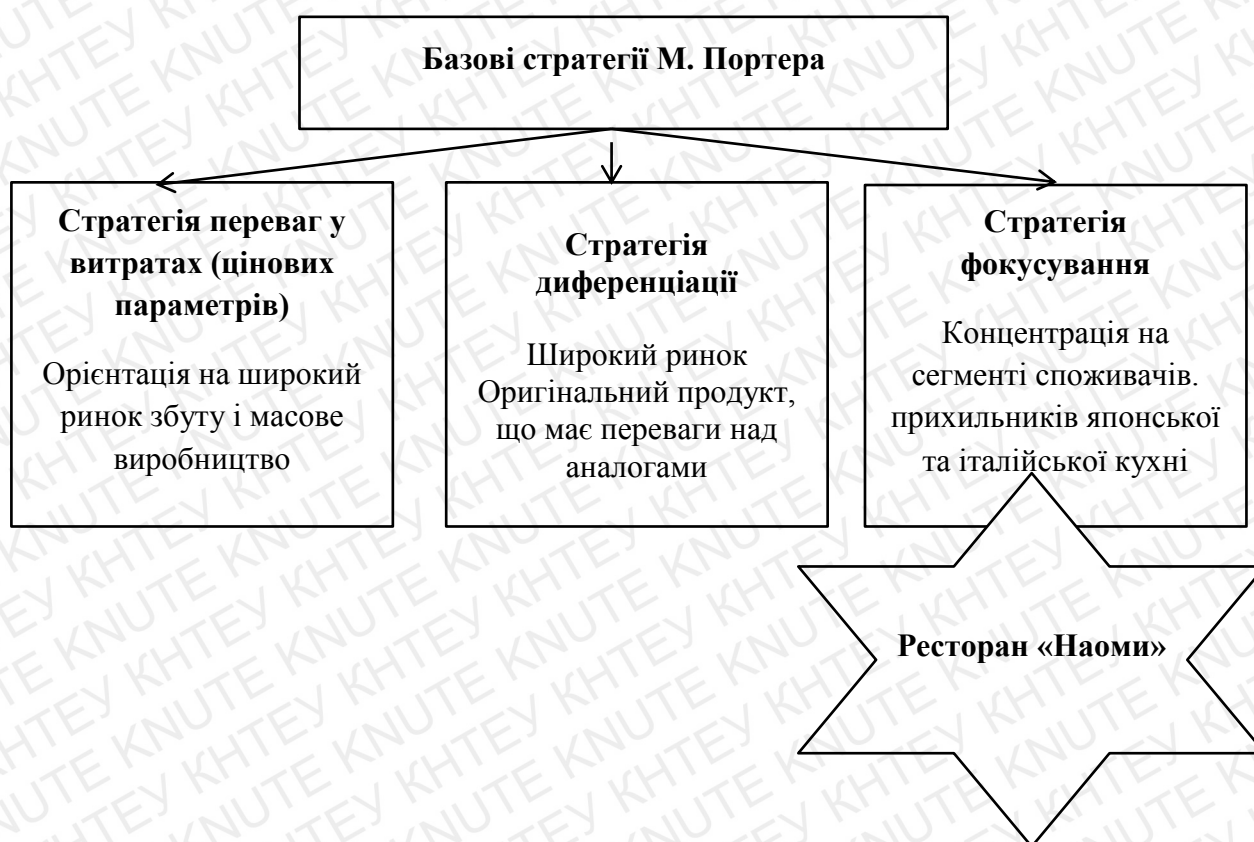 Базові стратегії М. Портера
Стратегія переваг у
витратах (цінових
параметрів)
Орієнтація на широкий
ринок збуту і масове
виробництво
Стратегія
диференціації
Широкий ринок
Оригінальний продукт,
що має переваги над
аналогами
Стратегія
фокусування
Концентрація на
сегменті споживачів.
прихильників японської
та італійської кухні
Ресторан «Наоми»